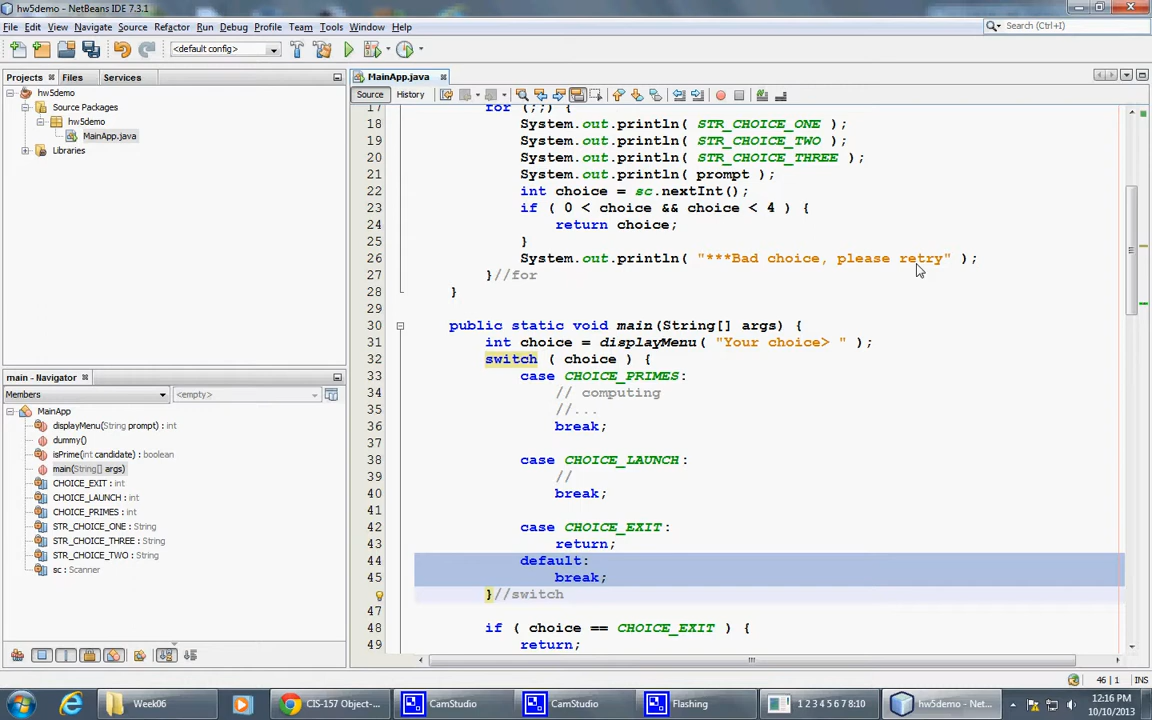 hw5demo - NetBeans IDE 7.3.1
File Edit View Navigate Source Refactor Run Debug Profile Team Tools Window Help
Search (Ctrl+I)
<default config>
Projects Files Services
hw5demo
Source Packages
hw5demo
MainApp.java
Libraries
main - Navigator
Members
<empty>
MainApp
displayMenu(String prompt) : int
dummy()
isPrime(int candidate) : boolean
main(String[] args)
CHOICE_EXIT : int
CHOICE_LAUNCH : int
CHOICE_PRIMES : int
STR_CHOICE_ONE : String
STR_CHOICE_THREE : String
STR_CHOICE_TWO : String
sc : Scanner
MainApp.java
Source History
17 for (;;) {
18 System.out.println( STR_CHOICE_ONE );
19 System.out.println( STR_CHOICE_TWO );
20 System.out.println( STR_CHOICE_THREE );
21 System.out.println( prompt );
22 int choice = sc.nextInt();
23 if ( 0 < choice && choice < 4 ) {
24 return choice;
25 }
26 System.out.println( "***Bad choice, please retry" );
27 }//for
28 }
29
30 public static void main(String[] args) {
31 int choice = displayMenu( "Your choice> " );
32 switch ( choice ) {
33 case CHOICE_PRIMES:
34 // computing
35 //...
36 break;
37
38 case CHOICE_LAUNCH:
39 //
40 break;
41
42 case CHOICE_EXIT:
43 return;
44 default:
45 break;
}//switch
47
48 if ( choice == CHOICE_EXIT ) {
49 return;
46 | 1 INS
Week06
CIS-157 Object-...
CamStudio
CamStudio
Flashing
1 2 3 4 5 6 7 8:10
hw5demo - Net...
12:16 PM
10/10/2013